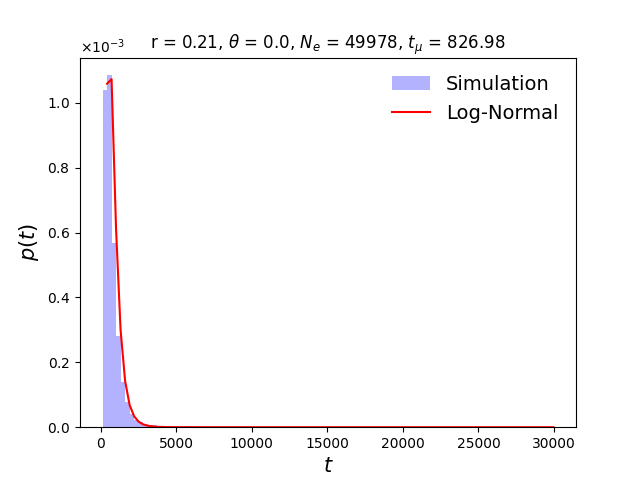 r = 0.21, θ = 0.0, Nₑ = 49978, t_μ = 826.98
×10⁻³
Simulation
Log-Normal
1.0
0.8
0.6
0.4
0.2
0.0
p(t)
0 5000 10000 15000 20000 25000 30000
t